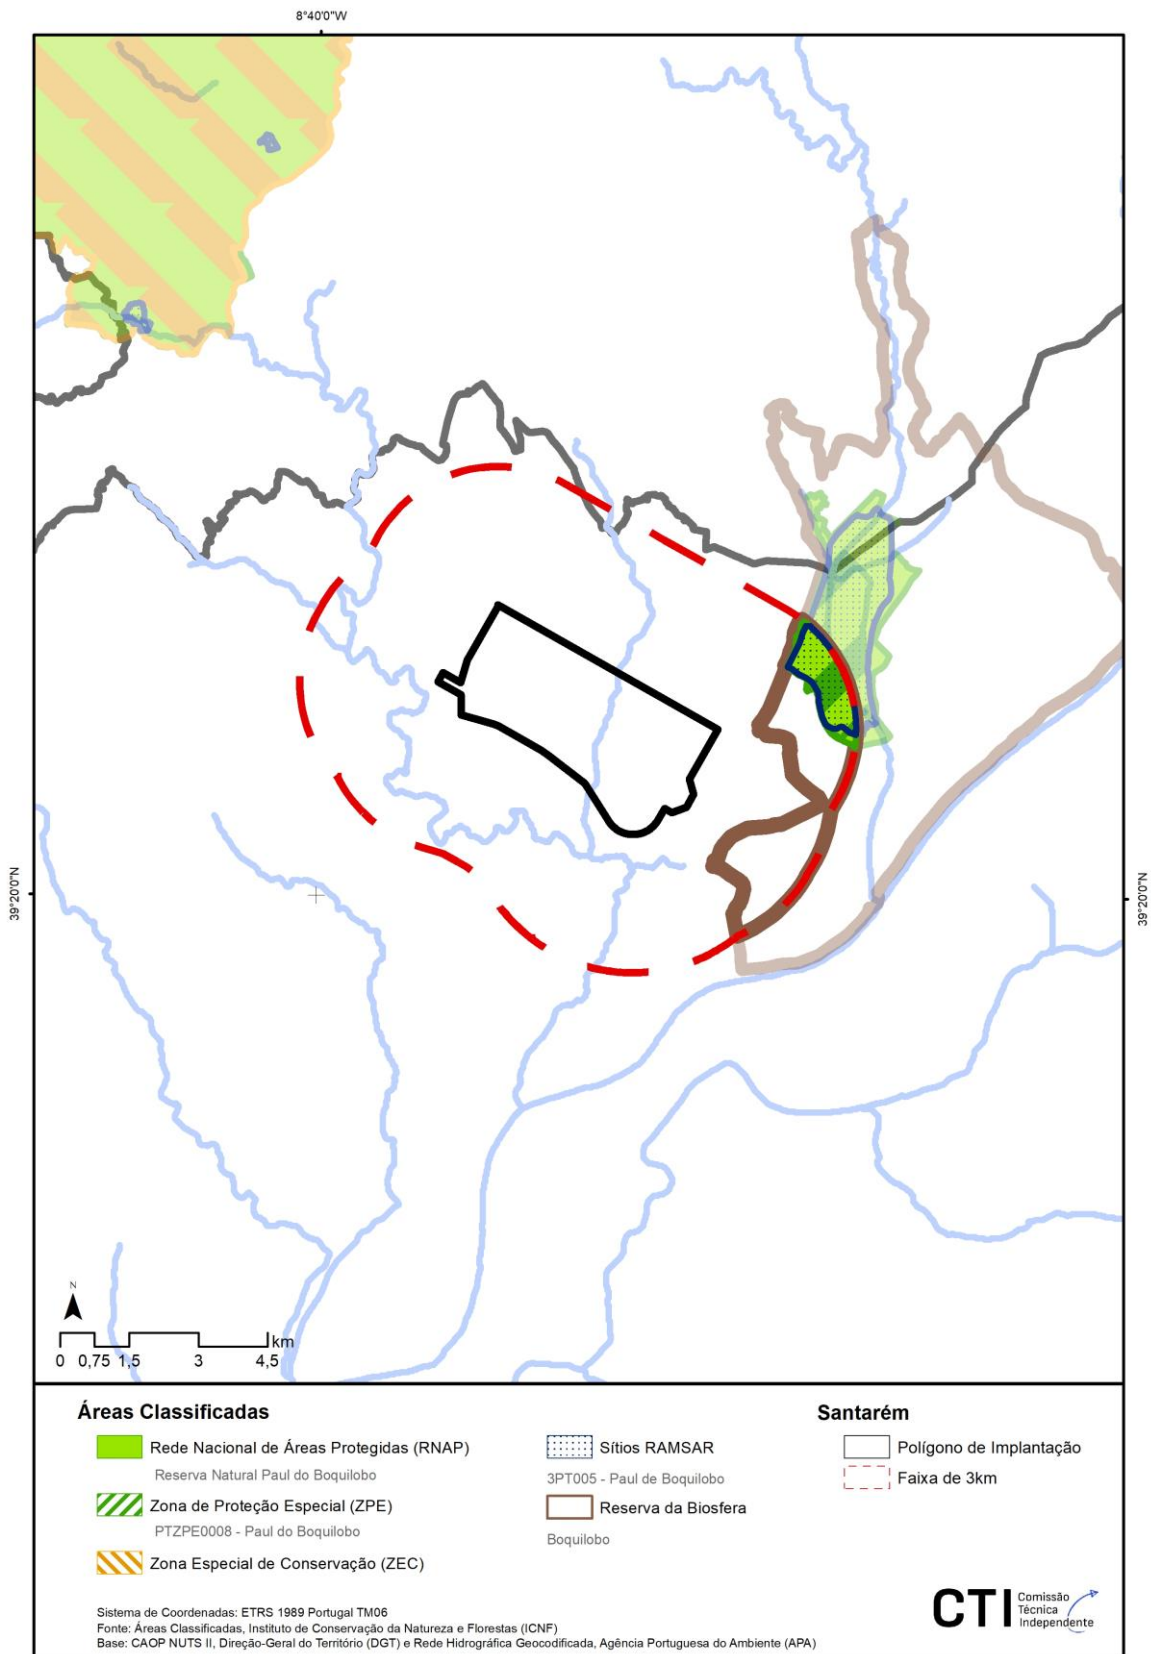 8°40'0"W
39°20'0"N
39°20'0"N
N
km
0 0,75 1,5 3 4,5
Áreas Classificadas
Rede Nacional de Áreas Protegidas (RNAP)
Reserva Natural Paul do Boquilobo
Zona de Proteção Especial (ZPE)
PTZPE0008 - Paul do Boquilobo
Zona Especial de Conservação (ZEC)
Sítios RAMSAR
3PT005 - Paul de Boquilobo
Reserva da Biosfera
Boquilobo
Santarém
Polígono de Implantação
Faixa de 3km
Sistema de Coordenadas: ETRS 1989 Portugal TM06
Fonte: Áreas Classificadas, Instituto de Conservação da Natureza e Florestas (ICNF)
Base: CAOP NUTS II, Direção-Geral do Território (DGT) e Rede Hidrográfica Geocodificada, Agência Portuguesa do Ambiente (APA)
CTI Comissão
Técnica
Independente